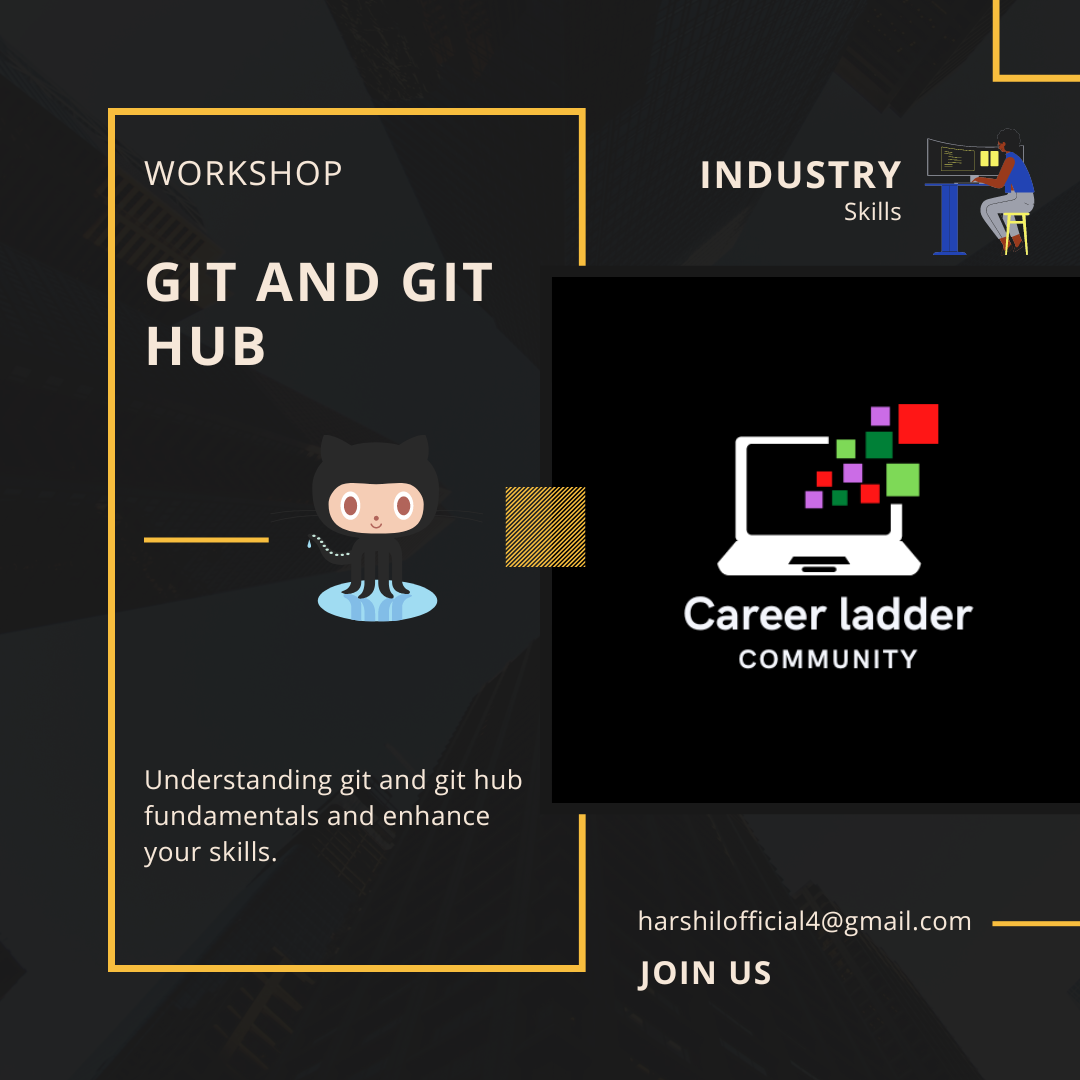 WORKSHOP
GIT AND GIT
HUB
Understanding git and git hub
fundamentals and enhance
your skills.
INDUSTRY
Skills
Career ladder
COMMUNITY
harshilofficial4@gmail.com
JOIN US